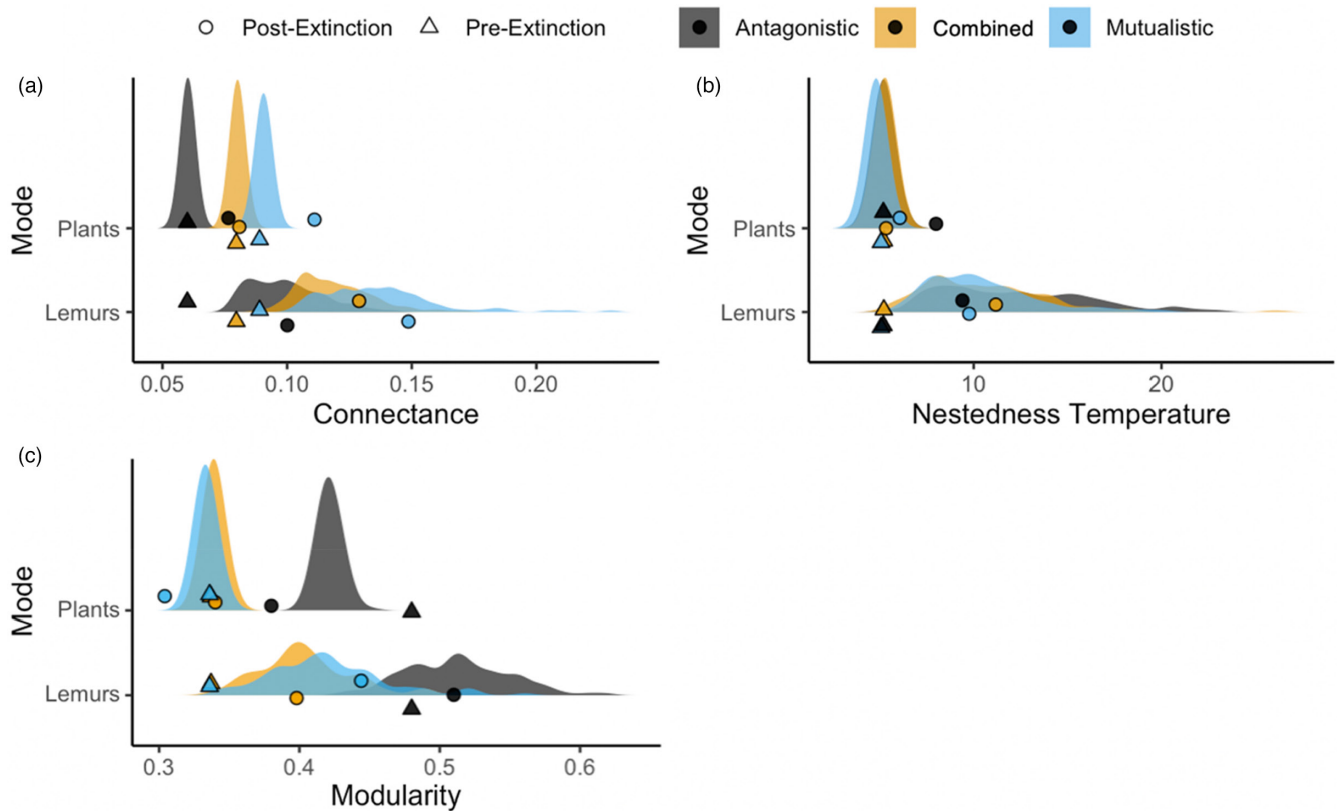 Post-Extinction Pre-Extinction Antagonistic Combined Mutualistic
(a)
Mode
Plants
Lemurs
0.05 0.10 0.15 0.20
Connectance
(b)
Mode
Plants
Lemurs
10 20
Nestedness Temperature
(c)
Mode
Plants
Lemurs
0.3 0.4 0.5 0.6
Modularity